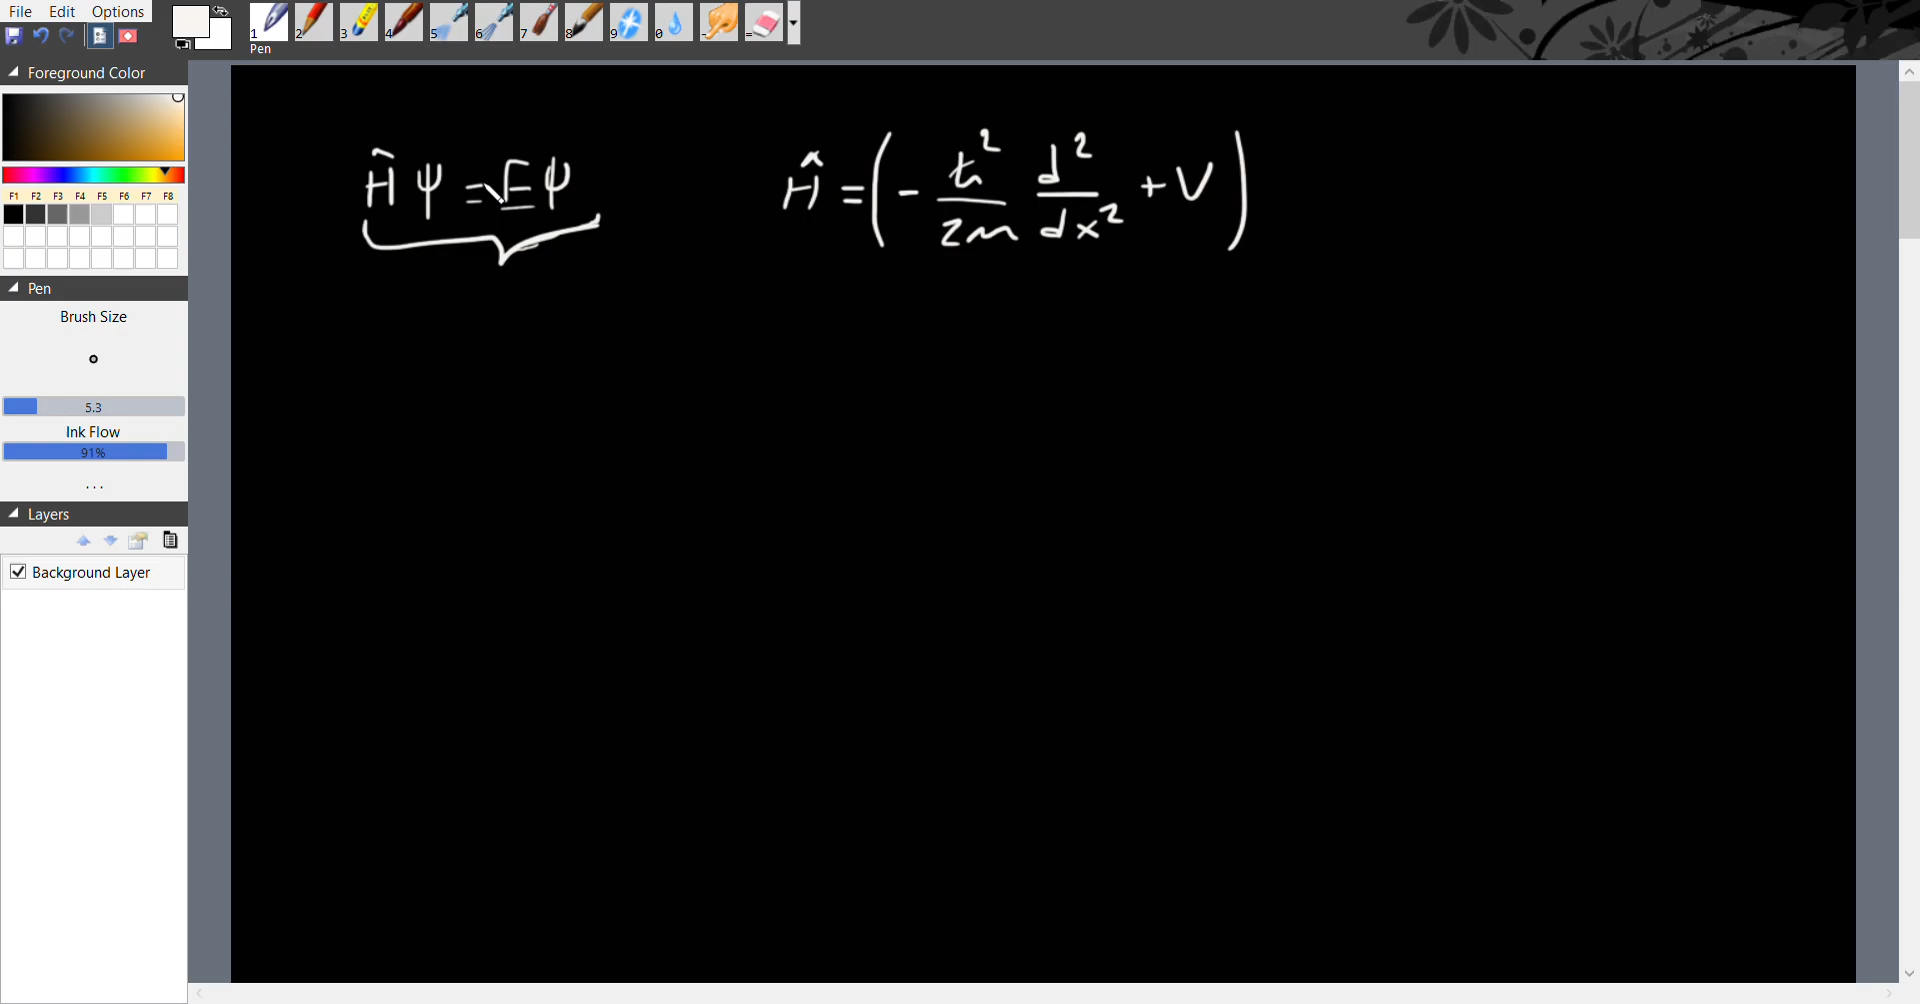 File Edit Options
1 2 3 4 5 6 7 8 9 0 - =
Pen
Foreground Color
F1 F2 F3 F4 F5 F6 F7 F8
Pen
Brush Size
5.3
Ink Flow
91%
...
Layers
Background Layer
Ĥ ψ = E ψ
Ĥ = ( - ℏ²/2m d²/dx² + V )